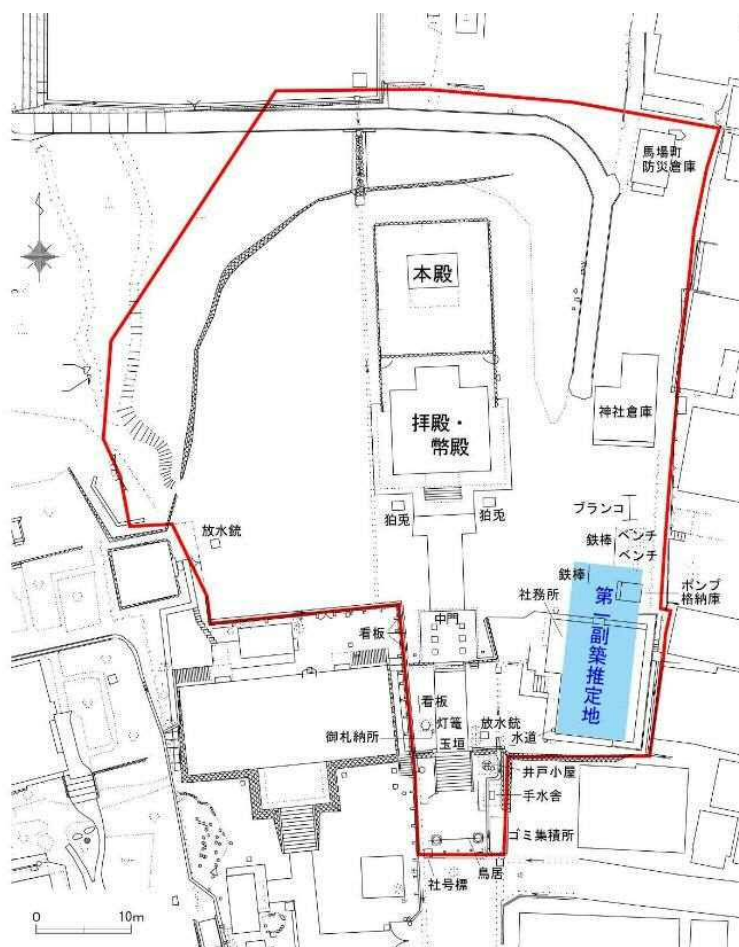 馬場町
防災倉庫
本殿
拝殿・
幣殿
神社倉庫
狛兎
狛兎
ブランコ
鉄棒
ベンチ
ベンチ
放水銃
鉄棒
ポンプ
格納庫
社務所
第一副築推定地
中門
看板
看板
灯篭
放水銃
御札納所
玉垣
水道
井戸小屋
手水舎
ゴミ集積所
鳥居
社号標
0 10m